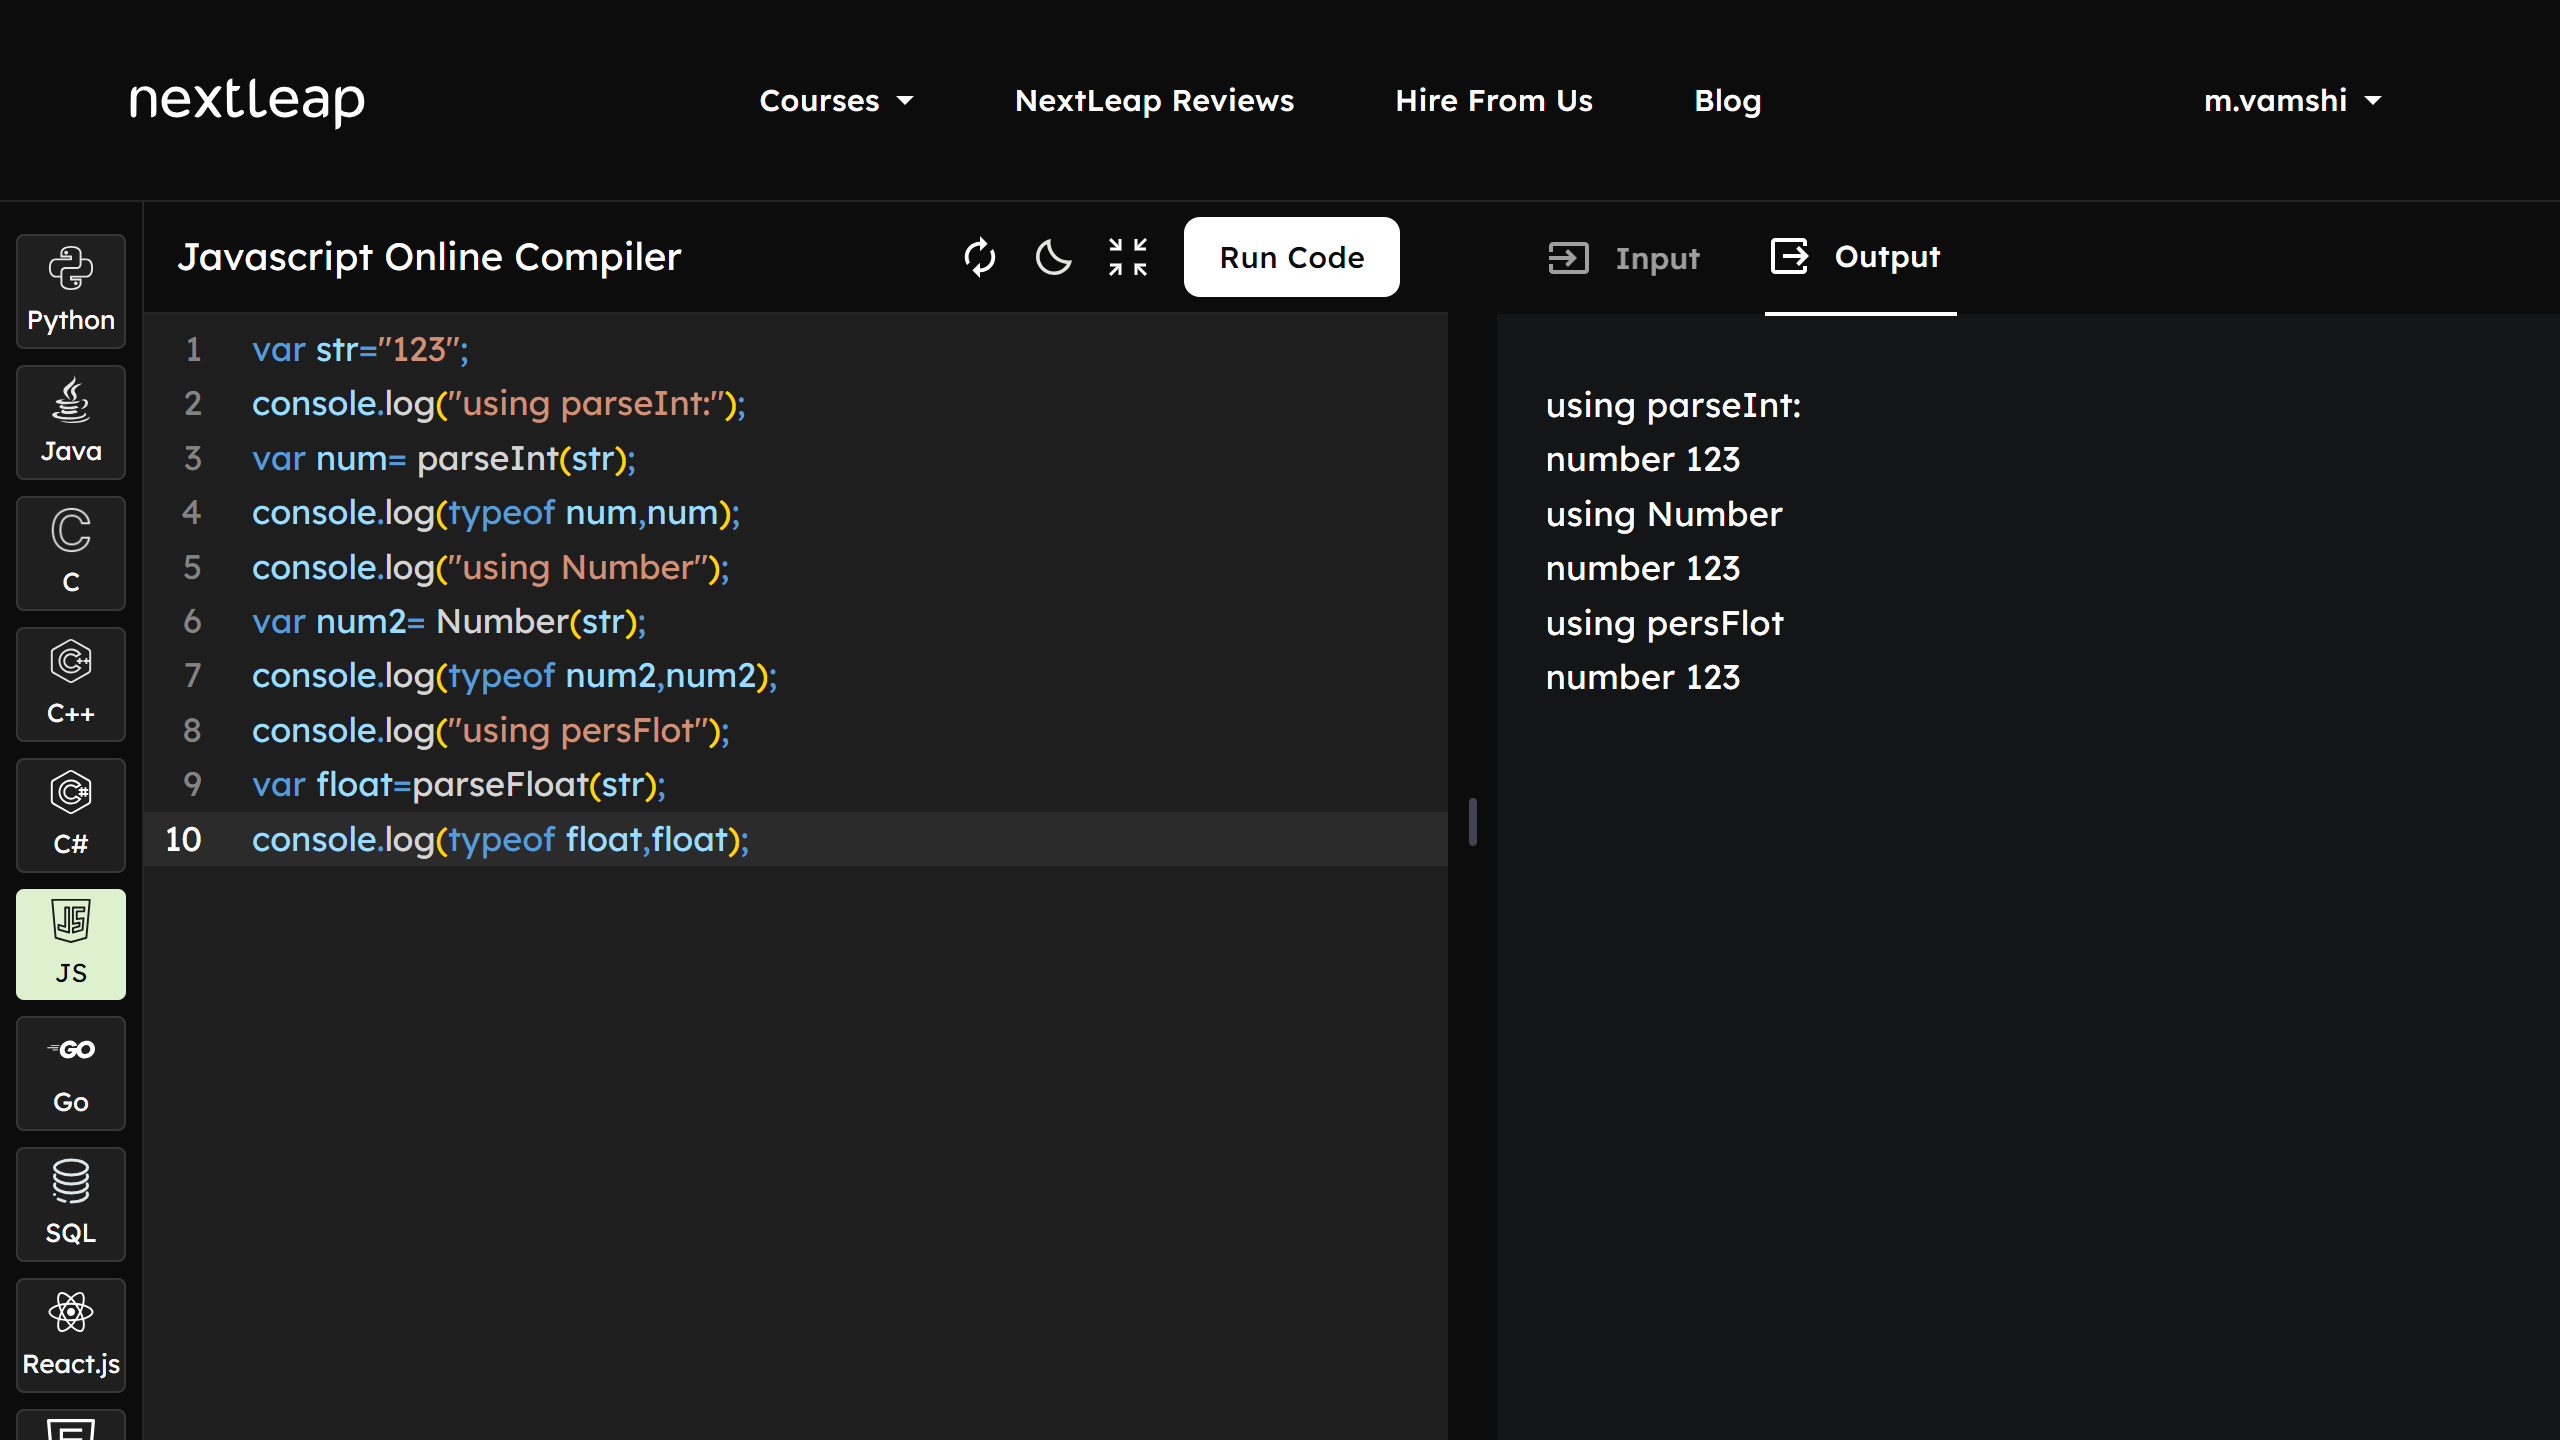 nextleap
Courses
NextLeap Reviews
Hire From Us
Blog
m.vamshi
Python
Java
C
C++
C#
JS
Go
SQL
React.js
Javascript Online Compiler
Run Code
1 var str="123";
2 console.log("using parseInt:");
3 var num= parseInt(str);
4 console.log(typeof num,num);
5 console.log("using Number");
6 var num2= Number(str);
7 console.log(typeof num2,num2);
8 console.log("using persFlot");
9 var float=parseFloat(str);
10 console.log(typeof float,float);
Input
Output
using parseInt:
number 123
using Number
number 123
using persFlot
number 123